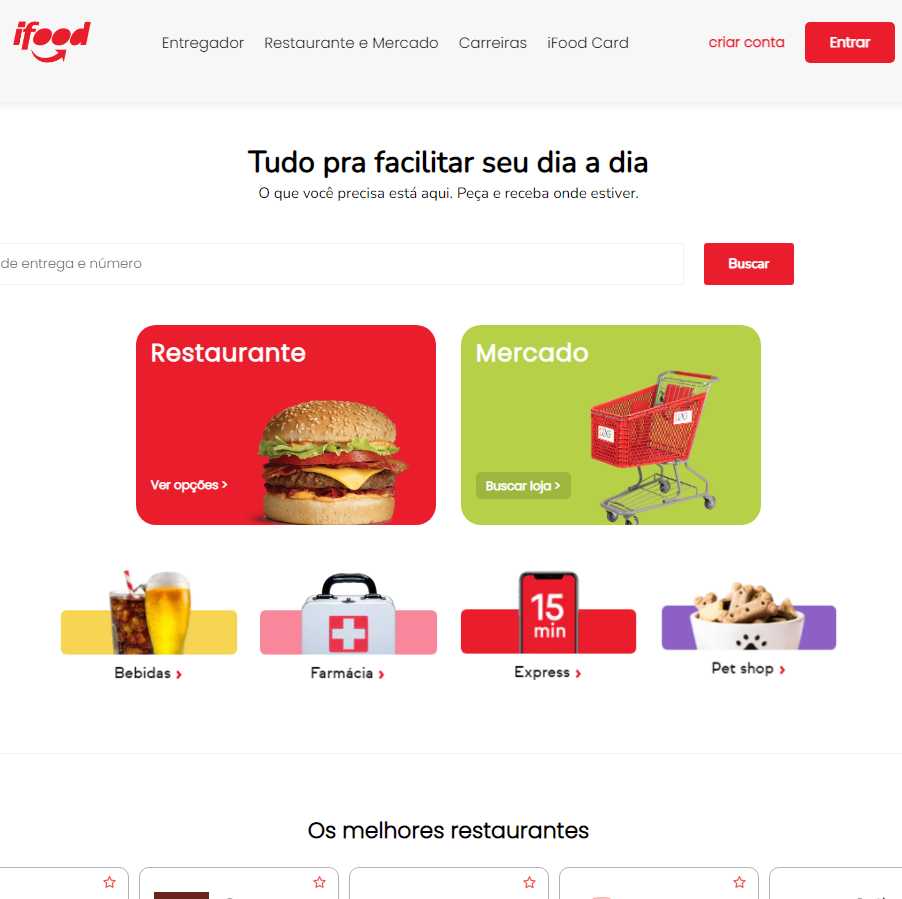 ifood
Entregador Restaurante e Mercado Carreiras iFood Card criar conta Entrar
Tudo pra facilitar seu dia a dia
O que você precisa está aqui. Peça e receba onde estiver.
de entrega e número Buscar
Restaurante
Ver opções >
Mercado
Buscar loja >
15
min
Bebidas ›
Farmácia ›
Express ›
Pet shop ›
Os melhores restaurantes